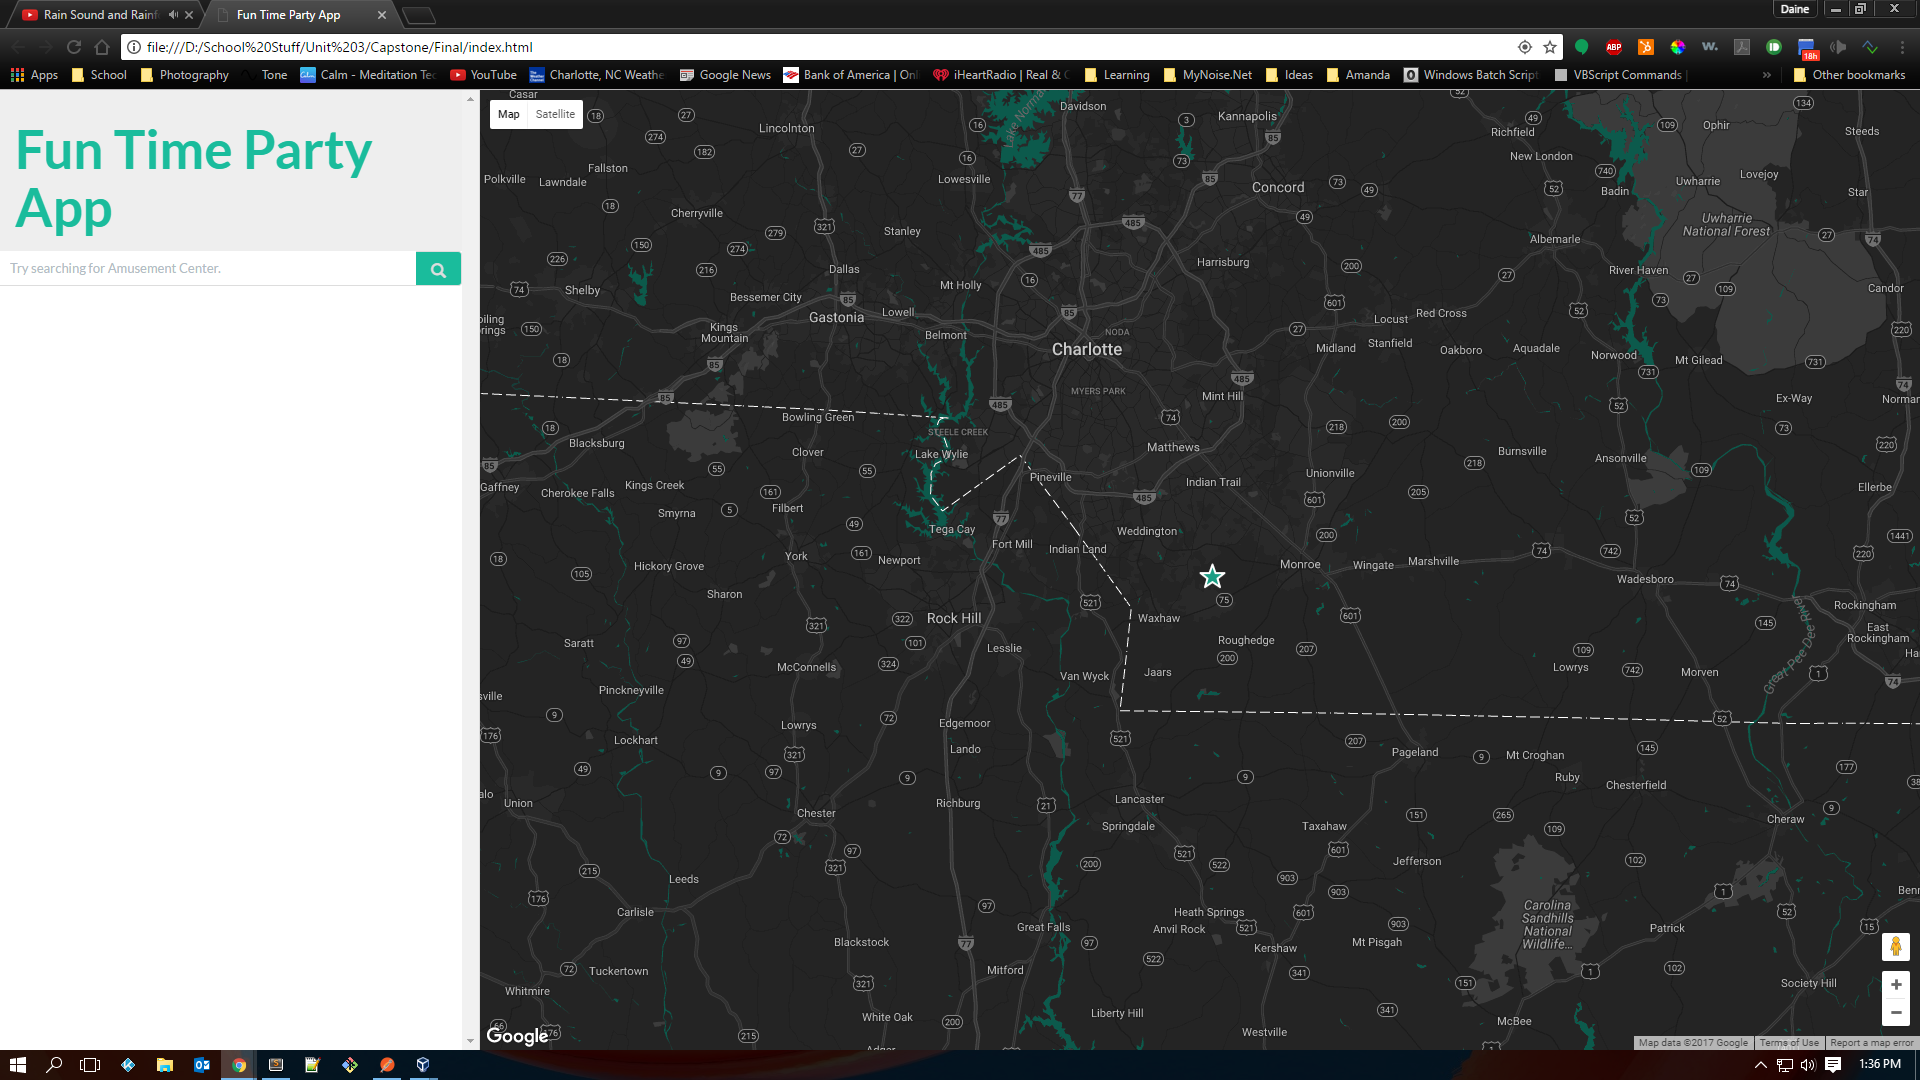 Rain Sound and Rainf
Fun Time Party App
Daine
file:///D:/School%20Stuff/Unit%203/Capstone/Final/index.html
ABP
W.
18h
Apps
School
Photography
Tone
Calm - Meditation Tec
YouTube
Charlotte, NC Weathe
Google News
Bank of America | Onl
iHeartRadio | Real & C
Learning
MyNoise.Net
Ideas
Amanda
Windows Batch Script
VBScript Commands |
»
Other bookmarks
Fun Time Party
App
Try searching for Amusement Center.
Map
Satellite
Casar
Lincolnton
Lake Norman
Davidson
Kannapolis
Richfield
Ophir
Steeds
Polkville
Lawndale
Fallston
Lowesville
Concord
New London
Badin
Uwharrie
Lovejoy
Star
Cherryville
Stanley
Uwharrie
National Forest
Albemarle
Dallas
Harrisburg
River Haven
Shelby
Bessemer City
Mt Holly
Candor
Gastonia
Lowell
Kings
Mountain
Belmont
NODA
Charlotte
Locust
Red Cross
Midland
Stanfield
Oakboro
Aquadale
Norwood
Mt Gilead
MYERS PARK
Mint Hill
Ex-Way
Norman
Bowling Green
STEELE CREEK
Blacksburg
Clover
Lake Wylie
Matthews
Burnsville
Ansonville
Gaffney
Cherokee Falls
Kings Creek
Pineville
Indian Trail
Unionville
Ellerbe
Smyrna
Filbert
Tega Cay
Weddington
Fort Mill
Indian Land
York
Newport
Hickory Grove
Monroe
Wingate
Marshville
Wadesboro
Sharon
Rock Hill
Waxhaw
Rockingham
East
Rockingham
Great Pee Dee River
Saratt
Lesslie
Roughedge
McConnells
Van Wyck
Jaars
Lowrys
Morven
Pinckneyville
Lowrys
Edgemoor
Lockhart
Lando
Pageland
Mt Croghan
Ruby
Chesterfield
Union
Richburg
Lancaster
Chester
Springdale
Taxahaw
Cheraw
Jefferson
Leeds
Carlisle
Heath Springs
Carolina
Sandhills
National
Wildlife...
Great Falls
Anvil Rock
Patrick
Blackstock
Kershaw
Mt Pisgah
Tuckertown
Mitford
Whitmire
Society Hill
White Oak
Liberty Hill
McBee
Westville
Google
Map data ©2017 Google
Terms of Use
Report a map error
1:36 PM